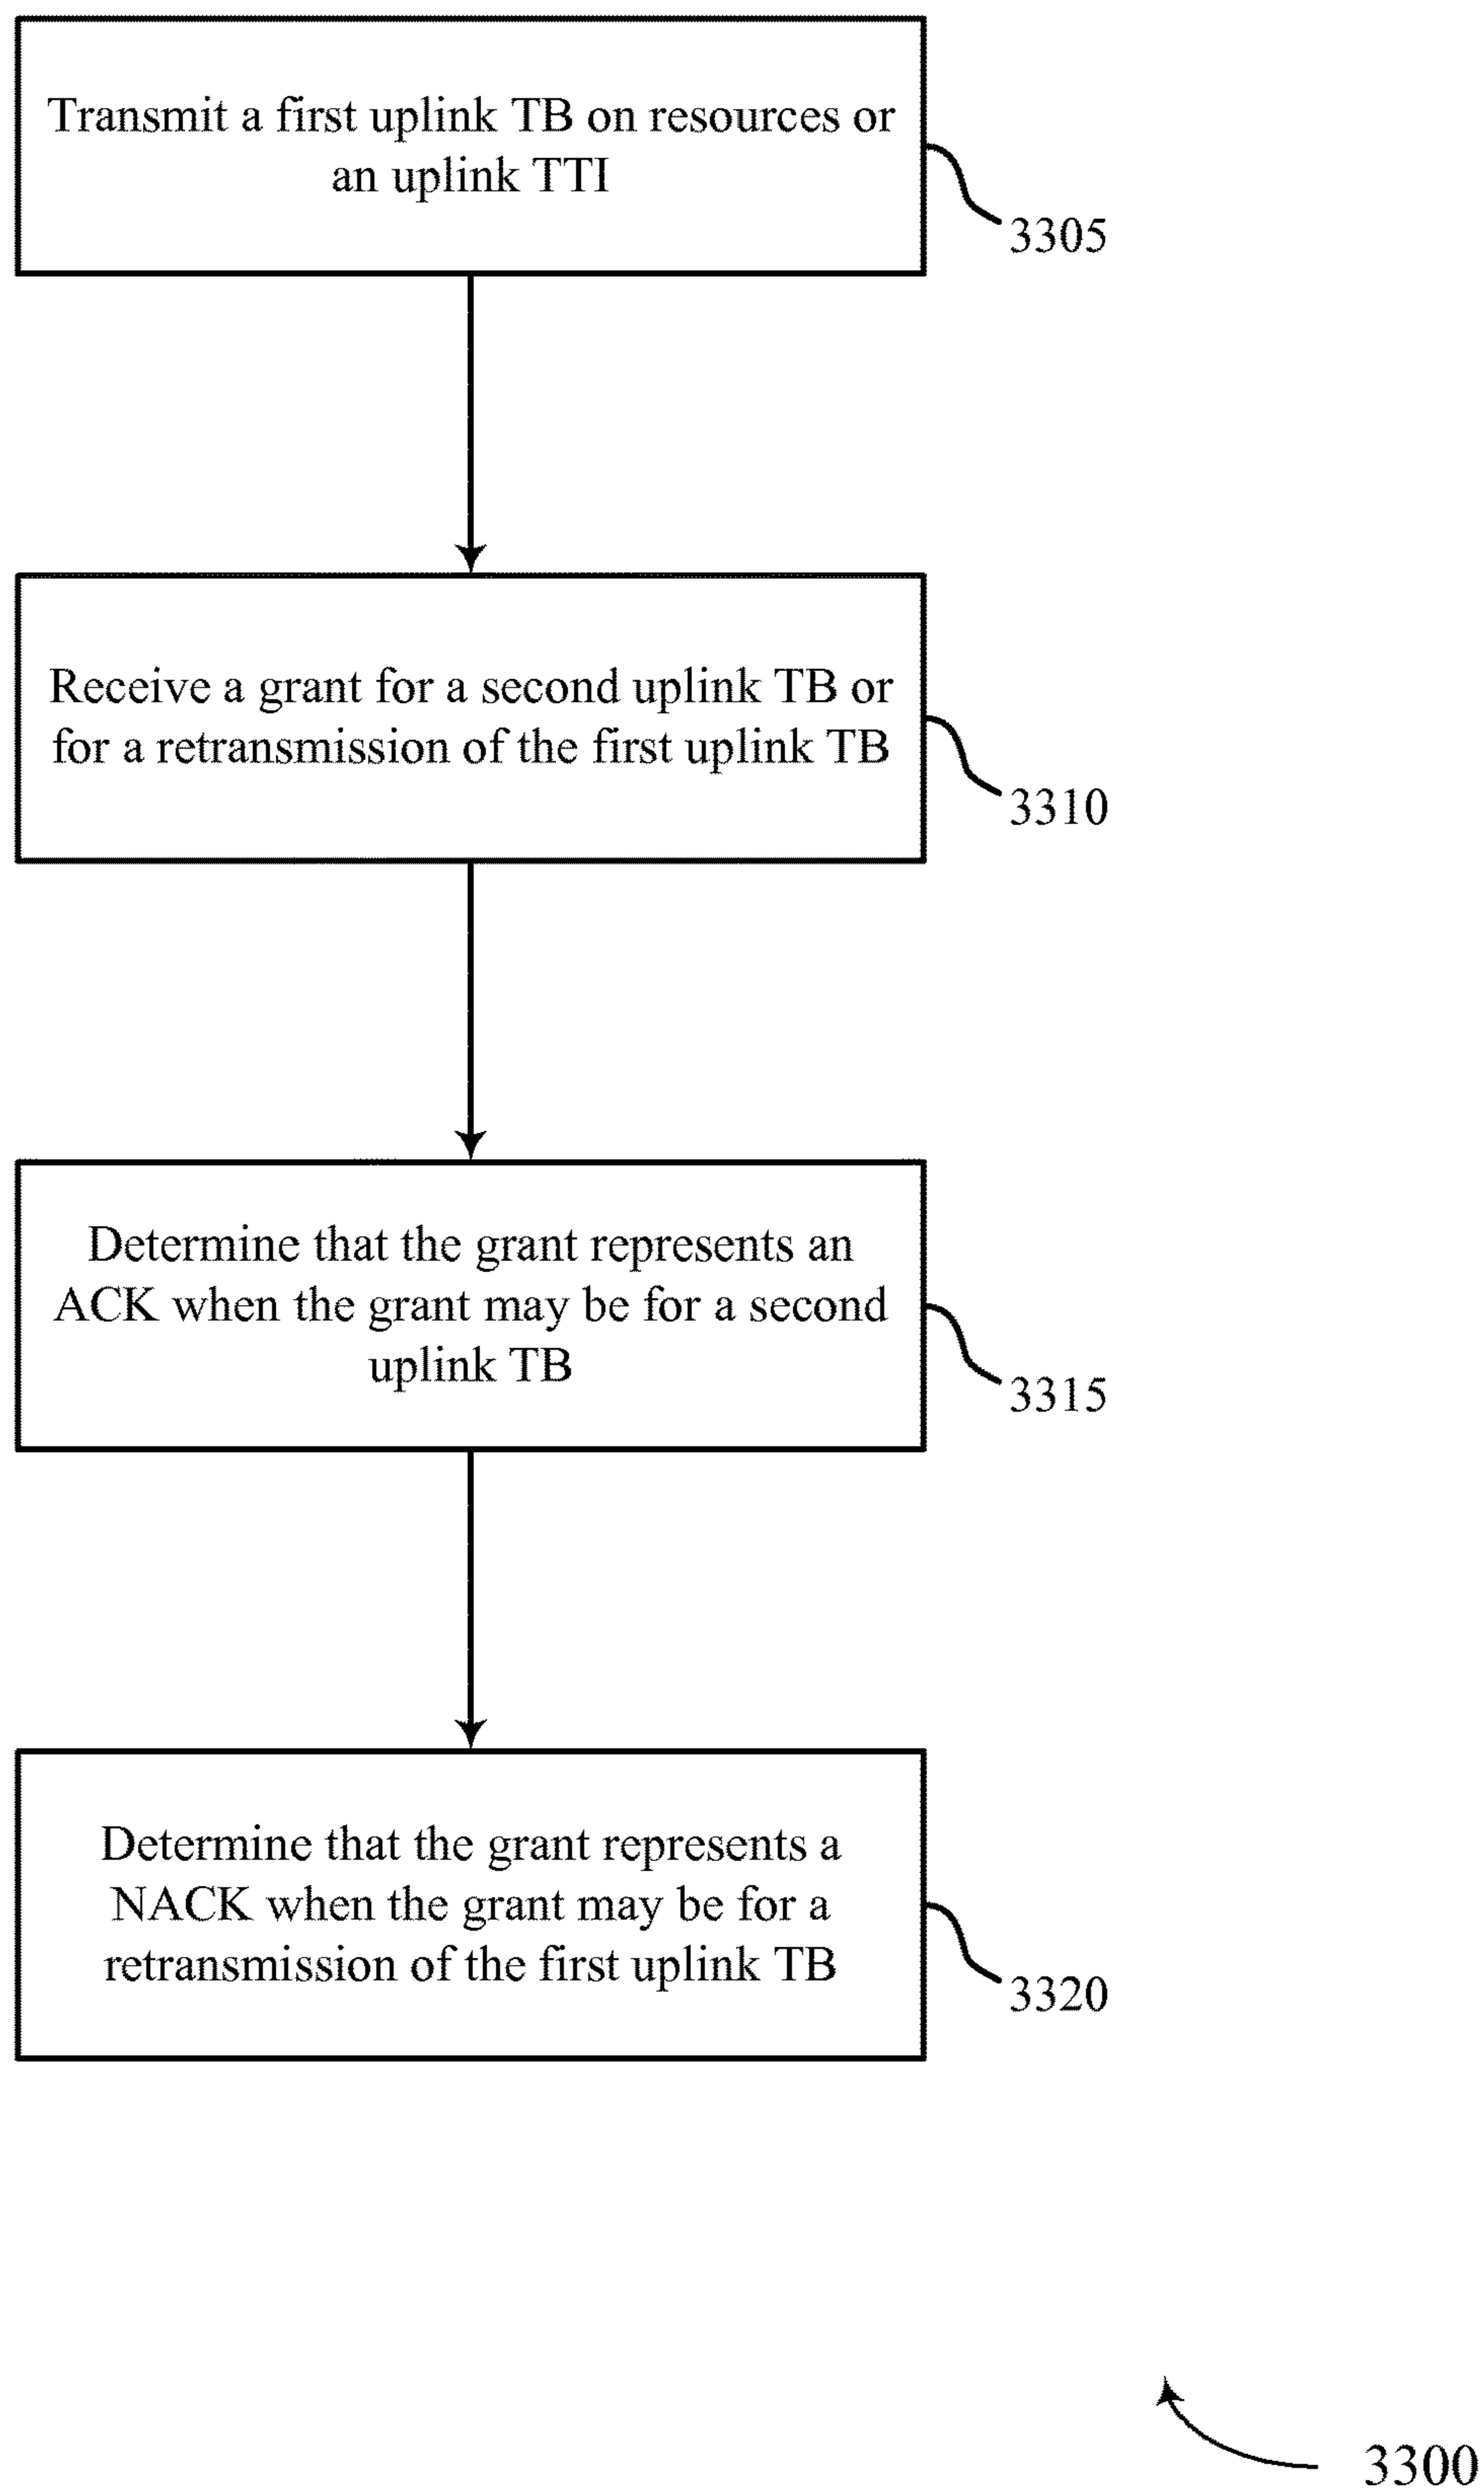 Transmit a first uplink TB on resources or
an uplink TTI
3305
Receive a grant for a second uplink TB or
for a retransmission of the first uplink TB
3310
Determine that the grant represents an
ACK when the grant may be for a second
uplink TB
3315
Determine that the grant represents a
NACK when the grant may be for a
retransmission of the first uplink TB
3320
3300